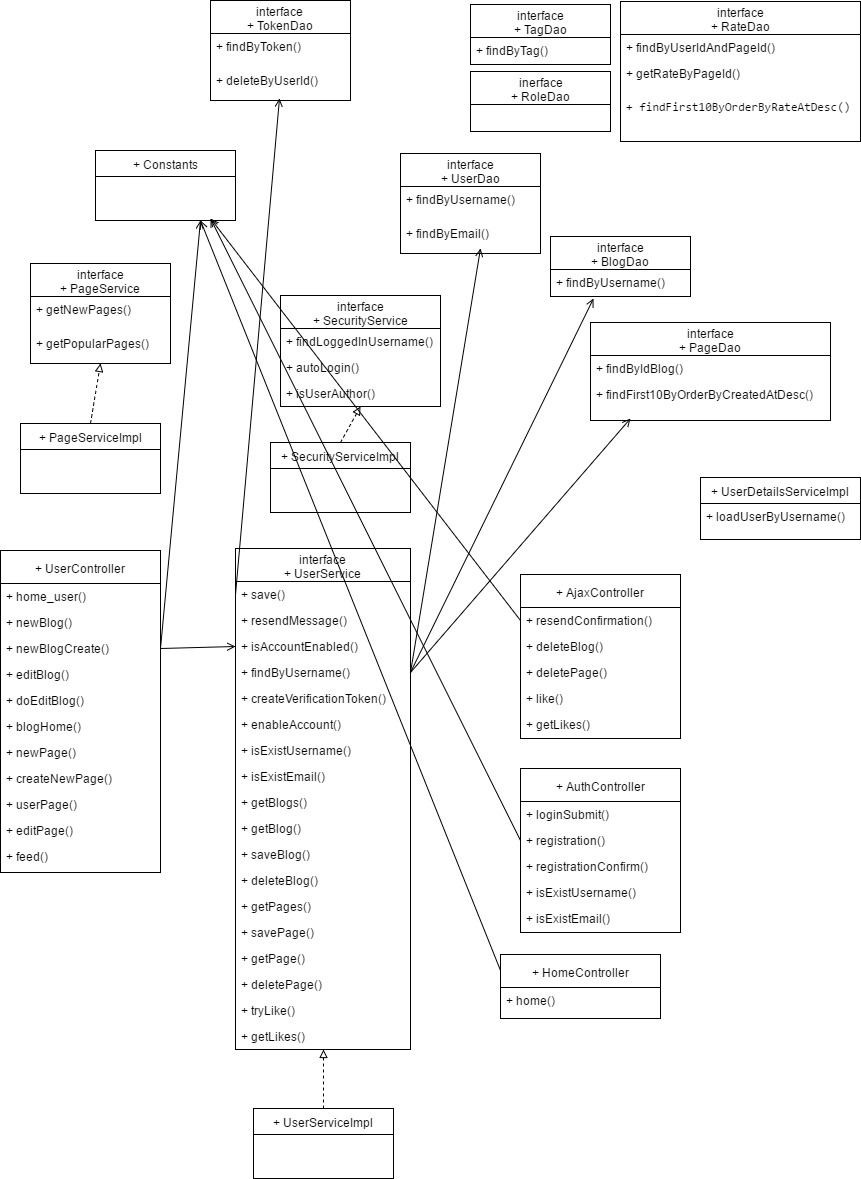 interface
+ TokenDao
+ findByToken()
+ deleteByUserId()
interface
+ TagDao
+ findByTag()
inerface
+ RoleDao
interface
+ RateDao
+ findByUserIdAndPageId()
+ getRateByPageId()
+ findFirst10ByOrderByRateAtDesc()
+ Constants
interface
+ UserDao
+ findByUsername()
+ findByEmail()
interface
+ BlogDao
+ findByUsername()
interface
+ PageService
+ getNewPages()
+ getPopularPages()
interface
+ SecurityService
+ findLoggedInUsername()
+ autoLogin()
+ isUserAuthor()
interface
+ PageDao
+ findByIdBlog()
+ findFirst10ByOrderByCreatedAtDesc()
+ PageServiceImpl
+ SecurityServiceImpl
+ UserDetailsServiceImpl
+ loadUserByUsername()
+ UserController
+ home_user()
+ newBlog()
+ newBlogCreate()
+ editBlog()
+ doEditBlog()
+ blogHome()
+ newPage()
+ createNewPage()
+ userPage()
+ editPage()
+ feed()
interface
+ UserService
+ save()
+ resendMessage()
+ isAccountEnabled()
+ findByUsername()
+ createVerificationToken()
+ enableAccount()
+ isExistUsername()
+ isExistEmail()
+ getBlogs()
+ getBlog()
+ saveBlog()
+ deleteBlog()
+ getPages()
+ savePage()
+ getPage()
+ deletePage()
+ tryLike()
+ getLikes()
+ AjaxController
+ resendConfirmation()
+ deleteBlog()
+ deletePage()
+ like()
+ getLikes()
+ AuthController
+ loginSubmit()
+ registration()
+ registrationConfirm()
+ isExistUsername()
+ isExistEmail()
+ HomeController
+ home()
+ UserServiceImpl